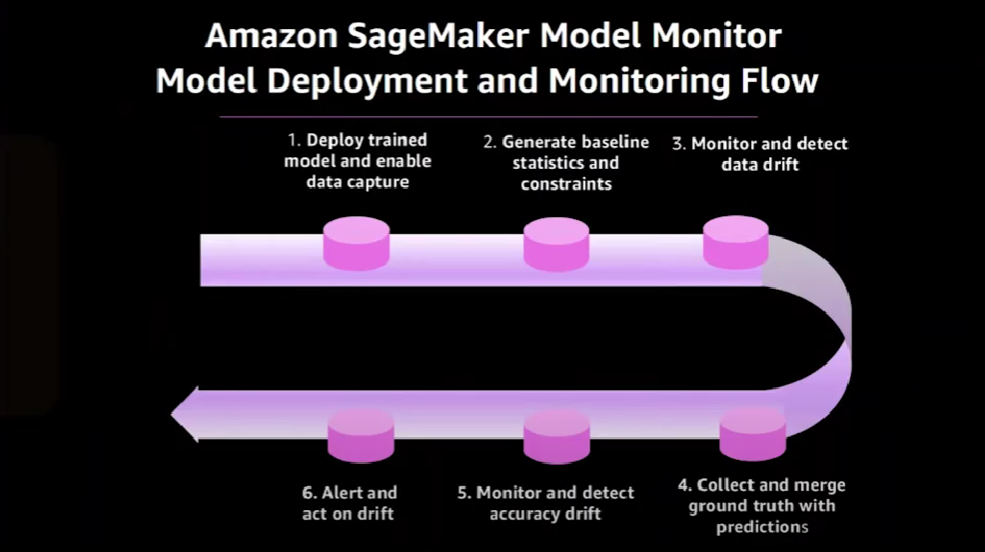 Amazon SageMaker Model Monitor
Model Deployment and Monitoring Flow
1. Deploy trained
model and enable
data capture
2. Generate baseline
statistics and
constraints
3. Monitor and detect
data drift
4. Collect and merge
ground truth with
predictions
5. Monitor and detect
accuracy drift
6. Alert and
act on drift